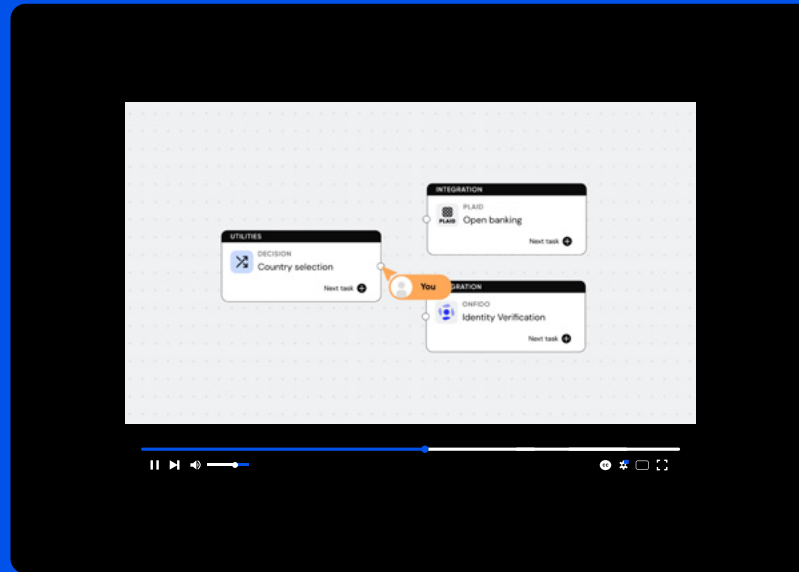 INTEGRATION
PLAID
PLAID
Open banking
Next task
UTILITIES
DECISION
Country selection
Next task
You
GRATION
ONFIDO
Identity Verification
Next task
CC